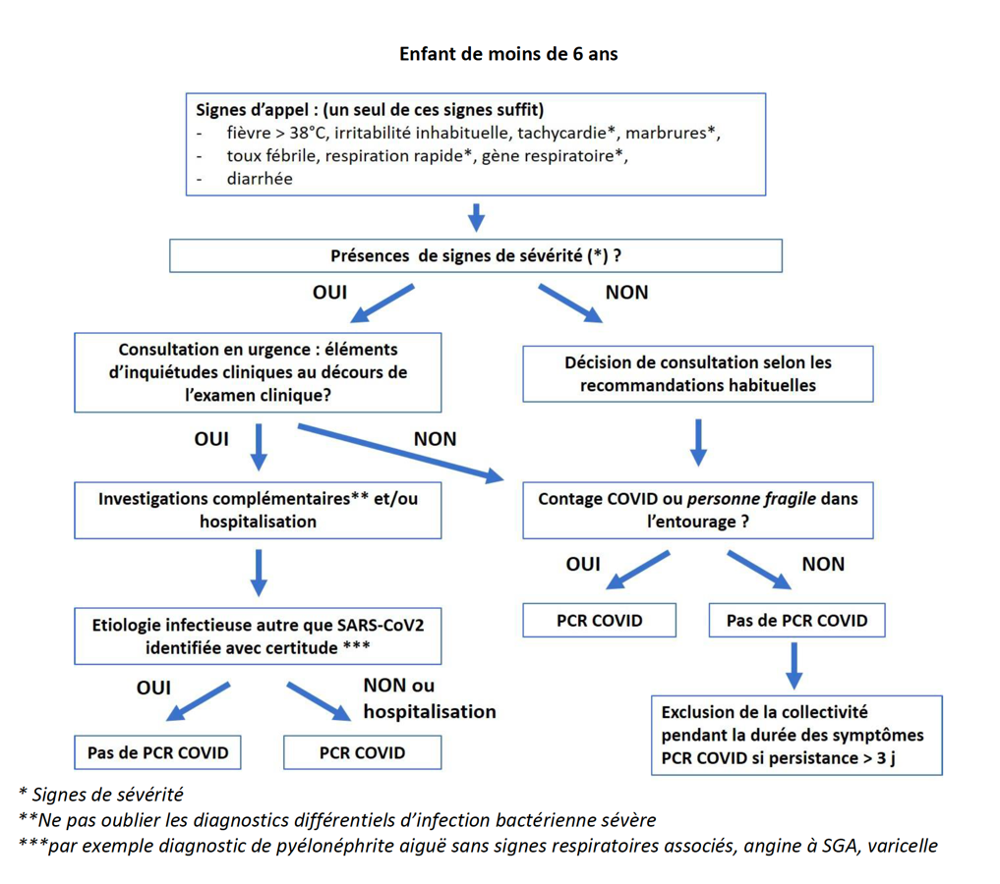 Enfant de moins de 6 ans
Signes d'appel : (un seul de ces signes suffit)
- fièvre > 38°C, irritabilité inhabituelle, tachycardie*, marbrures*,
- toux fébrile, respiration rapide*, gène respiratoire*,
- diarrhée
Présences de signes de sévérité (*) ?
OUI
NON
Consultation en urgence : éléments
d'inquiétudes cliniques au décours de
l'examen clinique?
Décision de consultation selon les
recommandations habituelles
OUI
NON
Investigations complémentaires** et/ou
hospitalisation
Contage COVID ou personne fragile dans
l'entourage ?
OUI
NON
PCR COVID
Pas de PCR COVID
Etiologie infectieuse autre que SARS-CoV2
identifiée avec certitude ***
OUI
NON ou
hospitalisation
Pas de PCR COVID
PCR COVID
Exclusion de la collectivité
pendant la durée des symptômes
PCR COVID si persistance > 3 j
* Signes de sévérité
**Ne pas oublier les diagnostics différentiels d'infection bactérienne sévère
***par exemple diagnostic de pyélonéphrite aiguë sans signes respiratoires associés, angine à SGA, varicelle